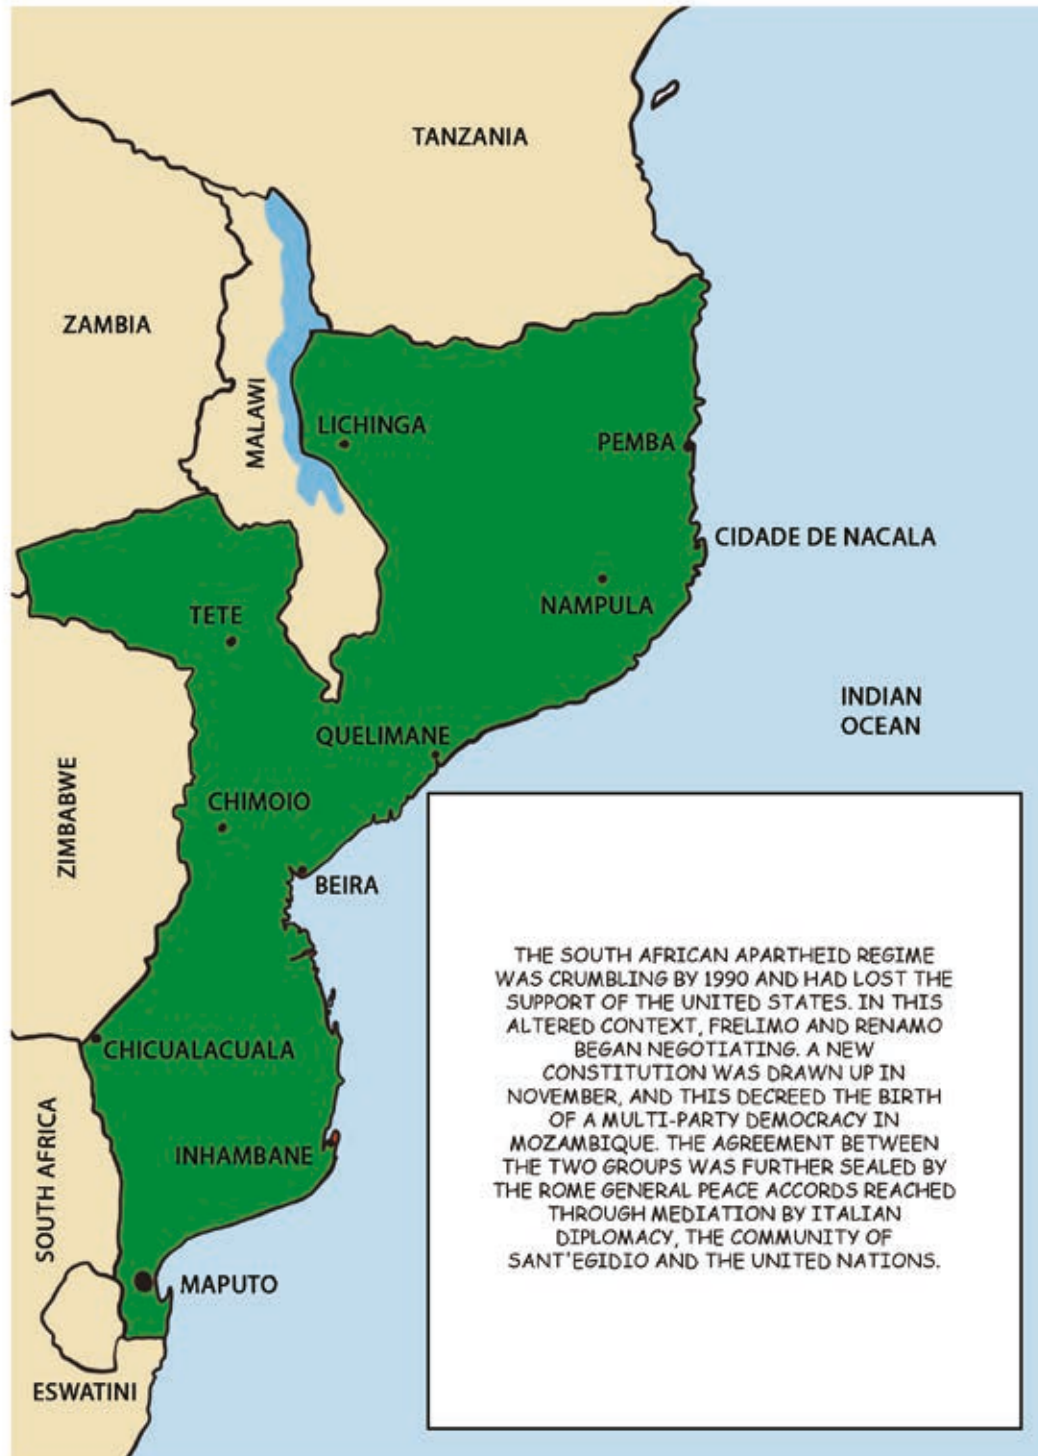 TANZANIA
ZAMBIA
MALAWI
LICHINGA
PEMBA
CIDADE DE NACALA
NAMPULA
TETE
INDIAN
OCEAN
QUELIMANE
ZIMBABWE
CHIMOIO
BEIRA
CHICUALACUALA
SOUTH AFRICA
INHAMBANE
MAPUTO
ESWATINI
THE SOUTH AFRICAN APARTHEID REGIME
WAS CRUMBLING BY 1990 AND HAD LOST THE
SUPPORT OF THE UNITED STATES. IN THIS
ALTERED CONTEXT, FRELIMO AND RENAMO
BEGAN NEGOTIATING. A NEW
CONSTITUTION WAS DRAWN UP IN
NOVEMBER, AND THIS DECREED THE BIRTH
OF A MULTI-PARTY DEMOCRACY IN
MOZAMBIQUE. THE AGREEMENT BETWEEN
THE TWO GROUPS WAS FURTHER SEALED BY
THE ROME GENERAL PEACE ACCORDS REACHED
THROUGH MEDIATION BY ITALIAN
DIPLOMACY, THE COMMUNITY OF
SANT'EGIDIO AND THE UNITED NATIONS.